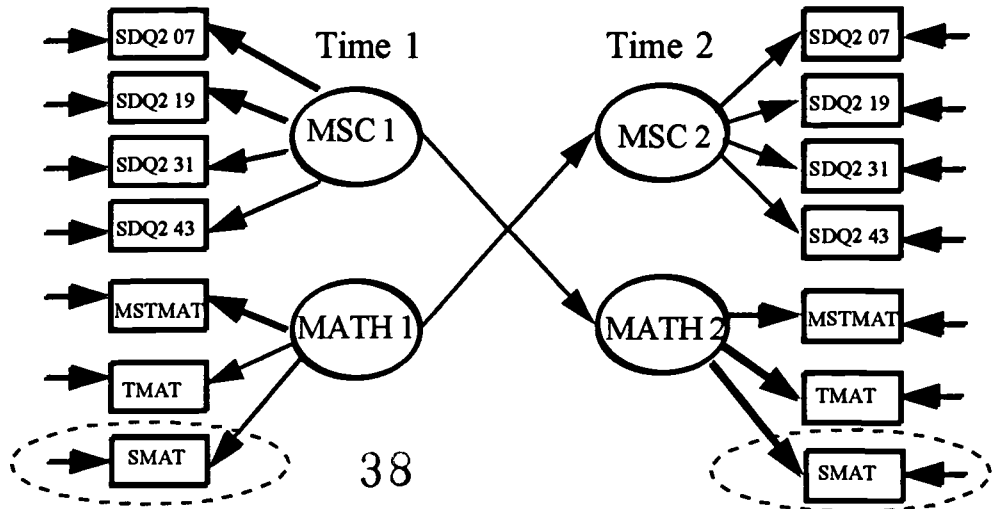 SDQ2 07
SDQ2 19
SDQ2 31
SDQ2 43
MSTMAT
TMAT
SMAT
Time 1
MSC 1
MATH 1
38
Time 2
MSC 2
MATH 2
SDQ2 07
SDQ2 19
SDQ2 31
SDQ2 43
MSTMAT
TMAT
SMAT